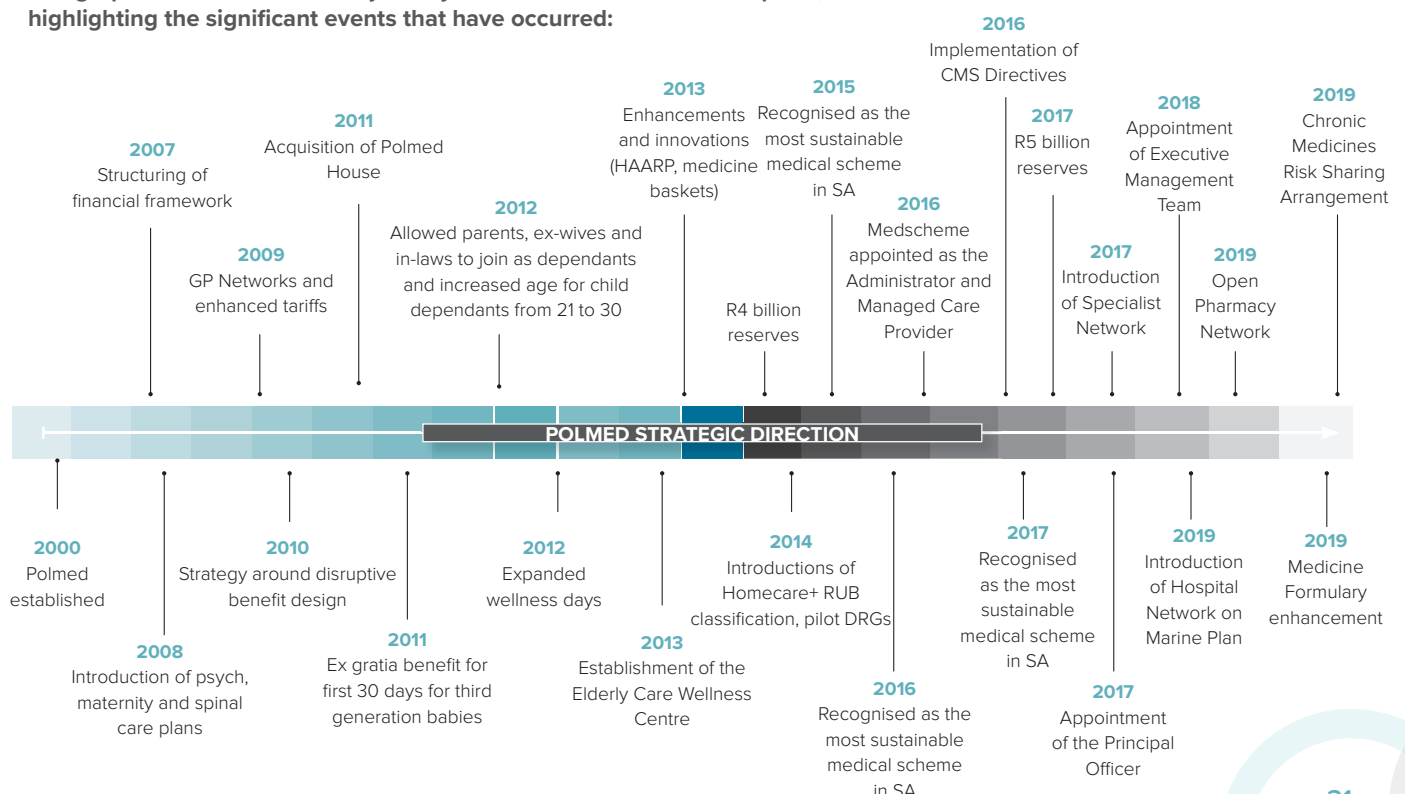 highlighting the significant events that have occurred:
2016
Implementation of
CMS Directives
2013
Enhancements
and innovations
(HAARP, medicine
baskets)
2015
Recognised as the
most sustainable
medical scheme
in SA
2019
Chronic
Medicines
Risk Sharing
Arrangement
2018
Appointment
of Executive
Management
Team
2017
R5 billion
reserves
2011
Acquisition of Polmed
House
2007
Structuring of
financial framework
2012
Allowed parents, ex-wives and
in-laws to join as dependants
and increased age for child
dependants from 21 to 30
2016
Medscheme
appointed as the
Administrator and
Managed Care
Provider
2009
GP Networks and
enhanced tariffs
2017
Introduction
of Specialist
Network
2019
Open
Pharmacy
Network
R4 billion
reserves
POLMED STRATEGIC DIRECTION
2000
Polmed
established
2010
Strategy around disruptive
benefit design
2012
Expanded
wellness days
2014
Introductions of
Homecare+ RUB
classification, pilot DRGs
2017
Recognised
as the most
sustainable
medical scheme
in SA
2019
Introduction
of Hospital
Network on
Marine Plan
2019
Medicine
Formulary
enhancement
2008
Introduction of psych,
maternity and spinal
care plans
2011
Ex gratia benefit for
first 30 days for third
generation babies
2013
Establishment of the
Elderly Care Wellness
Centre
2016
Recognised as the
most sustainable
medical scheme
in SA
2017
Appointment
of the Principal
Officer